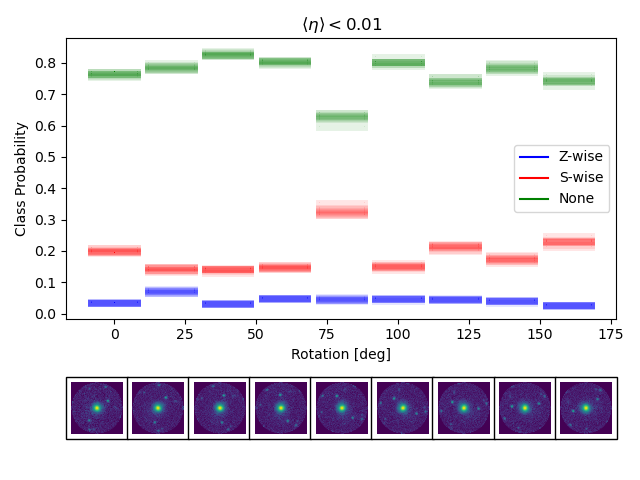 ⟨η⟩ < 0.01
Class Probability
0.8
0.7
0.6
0.5
0.4
0.3
0.2
0.1
0.0
Z-wise
S-wise
None
0 25 50 75 100 125 150 175
Rotation [deg]